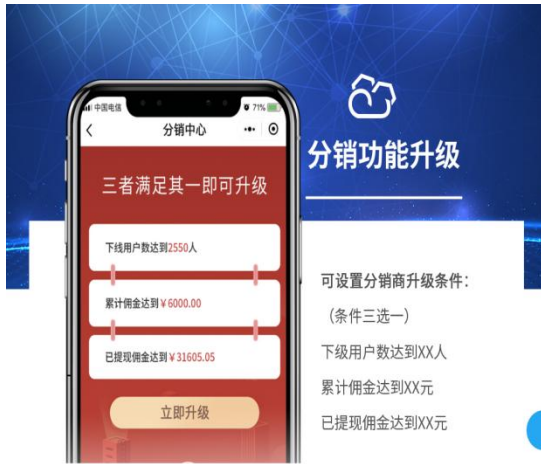 中国电信
71%
分销中心
三者满足其一即可升级
下线用户数达到2550人
累计佣金达到￥6000.00
已提现佣金达到￥31605.05
立即升级
分销功能升级
可设置分销商升级条件：
（条件三选一）
下级用户数达到XX人
累计佣金达到XX元
已提现佣金达到XX元